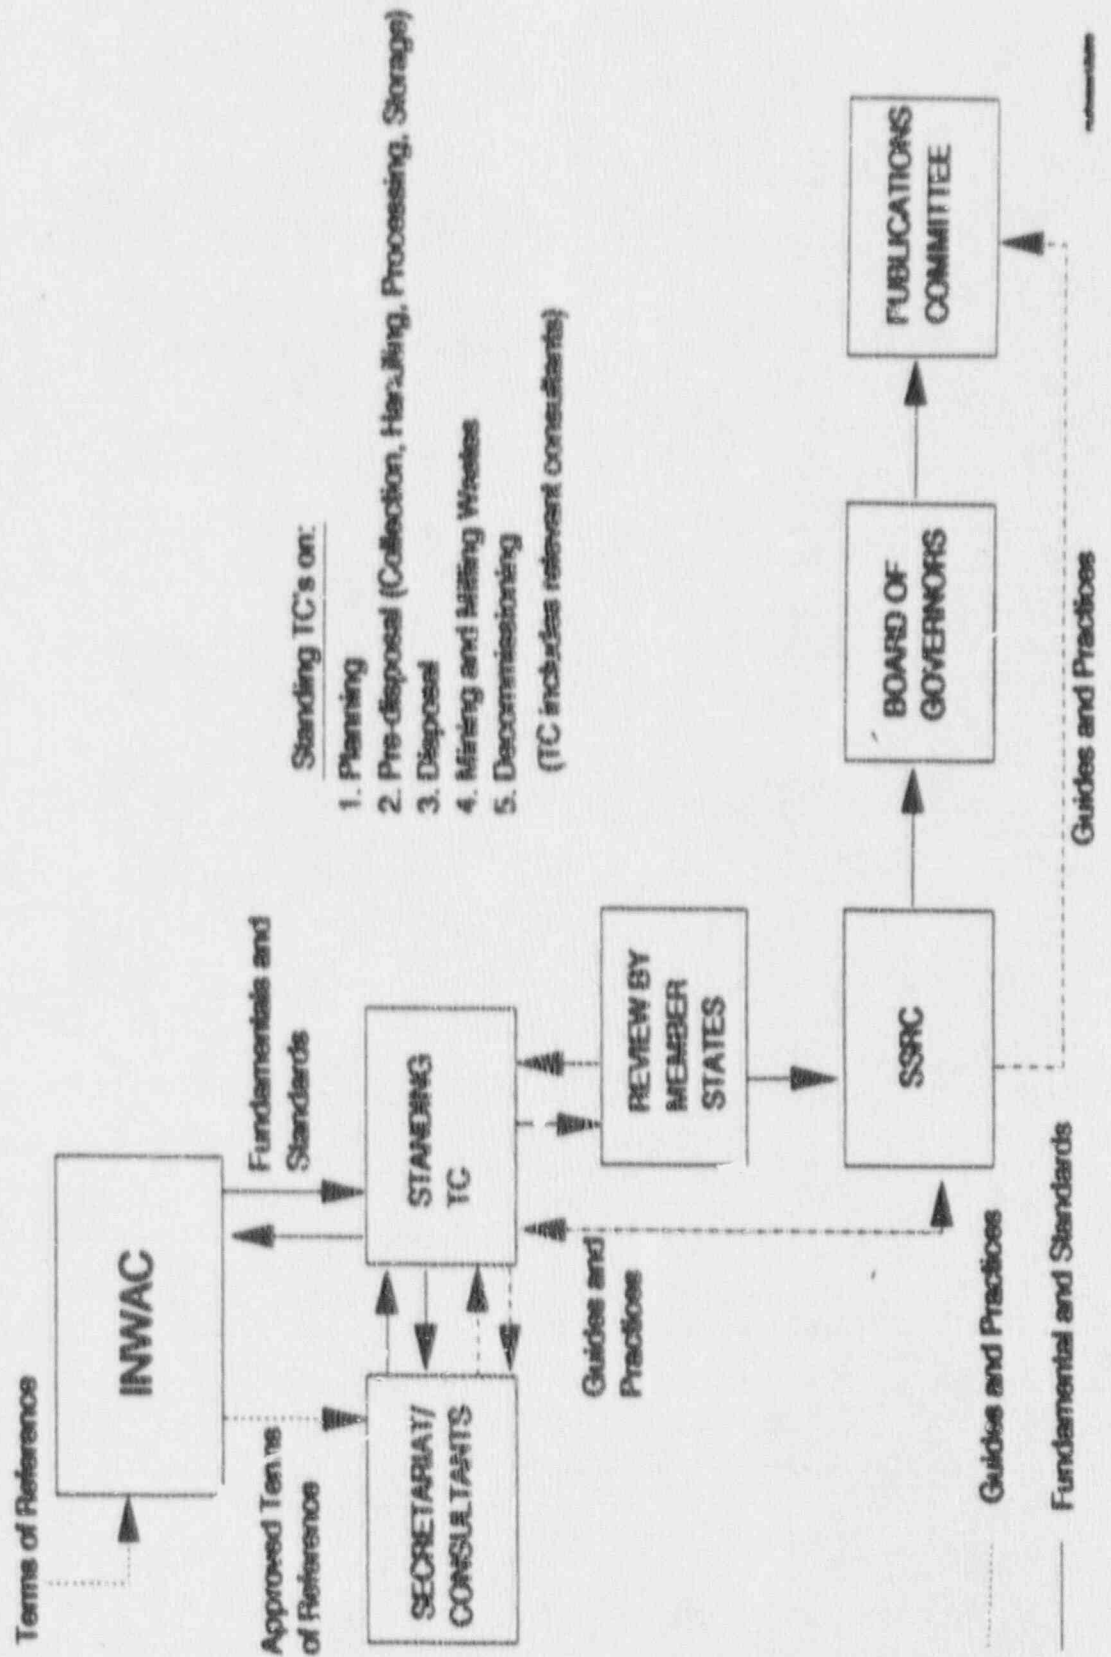 Terms of Reference
INWAC
Fundamentals and
Standards
Approved Terms
of Reference
SECRETARIAT/
CONSULTANTS
STANDING
TC
Guides and
Practices
REVIEW BY
MEMBER
STATES
SSRC
BOARD OF
GOVERNORS
PUBLICATIONS
COMMITTEE
Guides and Practices
Standing TC's on:
1. Planning
2. Pre-disposal (Collection, Handling, Processing, Storage)
3. Disposal
4. Mining and Milling Wastes
5. Decommissioning
(TC includes relevant consultants)
Guides and Practices
Fundamental and Standards